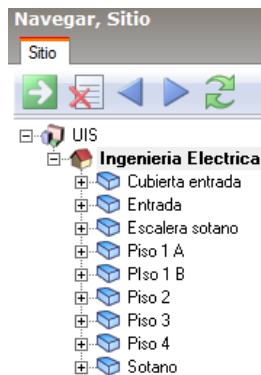 Navegar, Sitio
Sitio
UIS
Ingenieria Electrica
Cubierta entrada
Entrada
Escalera sotano
Piso 1 A
PIso 1 B
Piso 2
Piso 3
Piso 4
Sotano